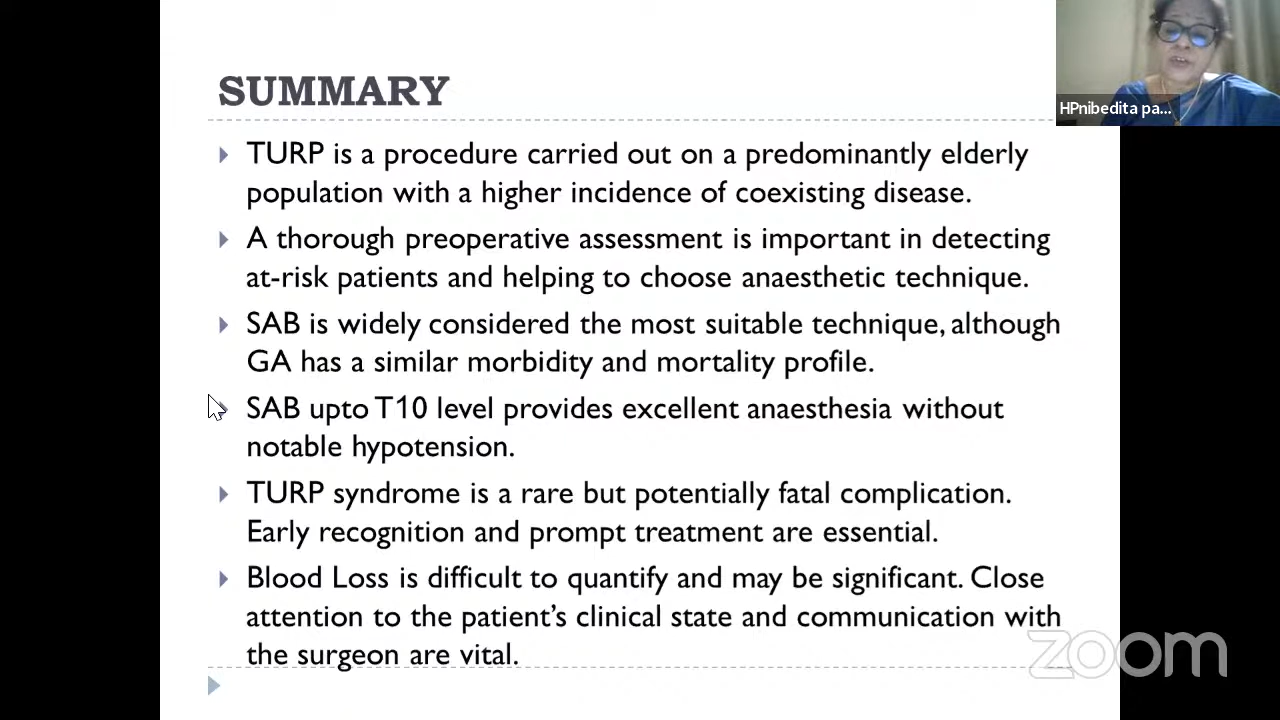 SUMMARY
HPnibedita pa...
TURP is a procedure carried out on a predominantly elderly
population with a higher incidence of coexisting disease.
A thorough preoperative assessment is important in detecting
at-risk patients and helping to choose anaesthetic technique.
SAB is widely considered the most suitable technique, although
GA has a similar morbidity and mortality profile.
SAB upto T10 level provides excellent anaesthesia without
notable hypotension.
TURP syndrome is a rare but potentially fatal complication.
Early recognition and prompt treatment are essential.
Blood Loss is difficult to quantify and may be significant. Close
attention to the patient's clinical state and communication with
the surgeon are vital.
zoom